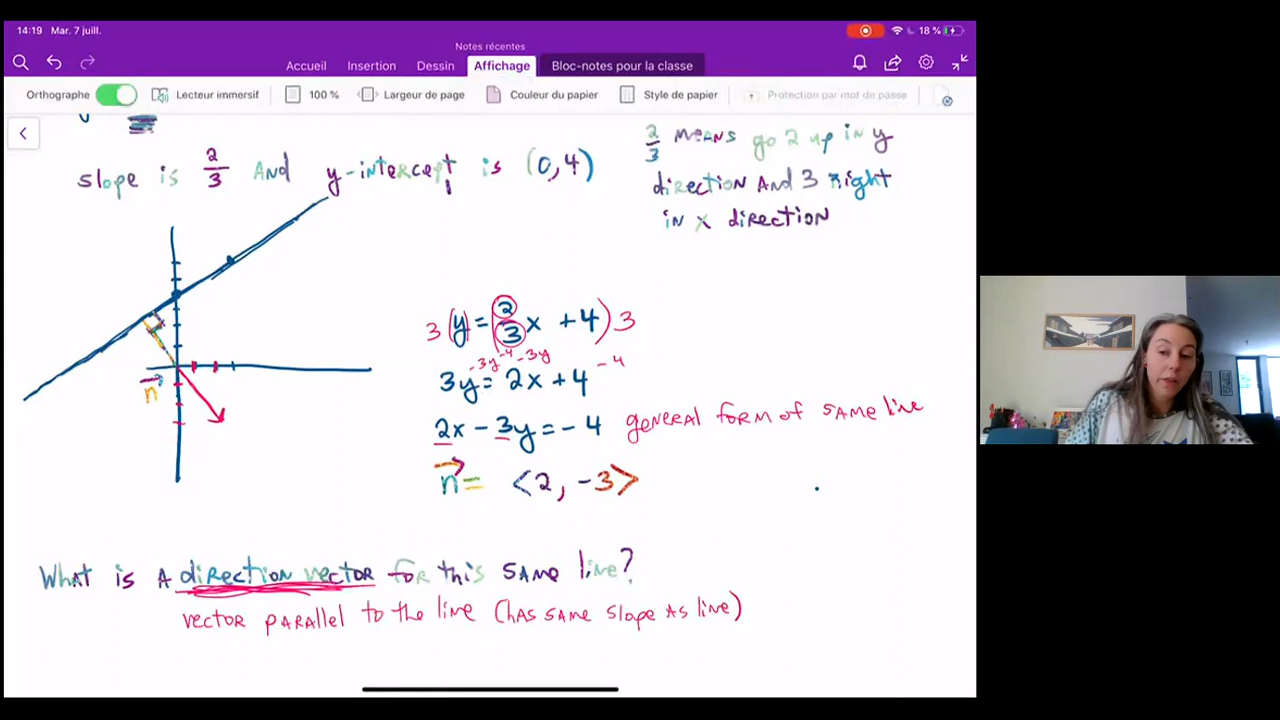 14:19 Mar. 7 juill.
18 %
Notes récentes
Accueil Insertion Dessin Affichage Bloc-notes pour la classe
Orthographe Lecteur immersif 100 % Largeur de page Couleur du papier Style de papier Protection par mot de passe
slope is 2/3 AND y-intercept is (0,4)
2/3 means go 2 up in y
direction AND 3 right
in x direction
3(y = 2/3 x + 4)3
-3y -4 -3y -4
3y = 2x + 4
2x - 3y = - 4 general form of same line
n = <2, -3>
n
What is a direction vector for this same line?
vector parallel to the line (has same slope as line)